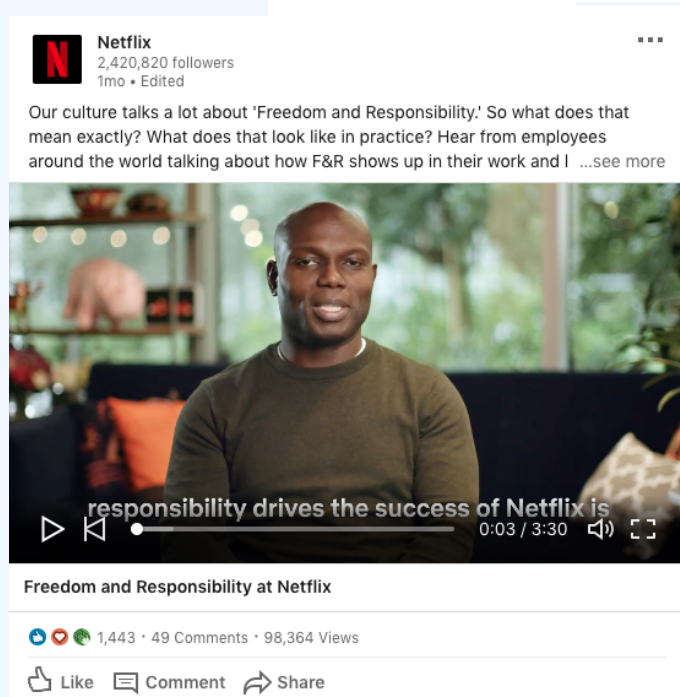 Netflix
2,420,820 followers
1mo • Edited
Our culture talks a lot about 'Freedom and Responsibility.' So what does that
mean exactly? What does that look like in practice? Hear from employees
around the world talking about how F&R shows up in their work and l ...see more
responsibility drives the success of Netflix is
0:03 / 3:30
Freedom and Responsibility at Netflix
1,443 · 49 Comments · 98,364 Views
Like Comment Share